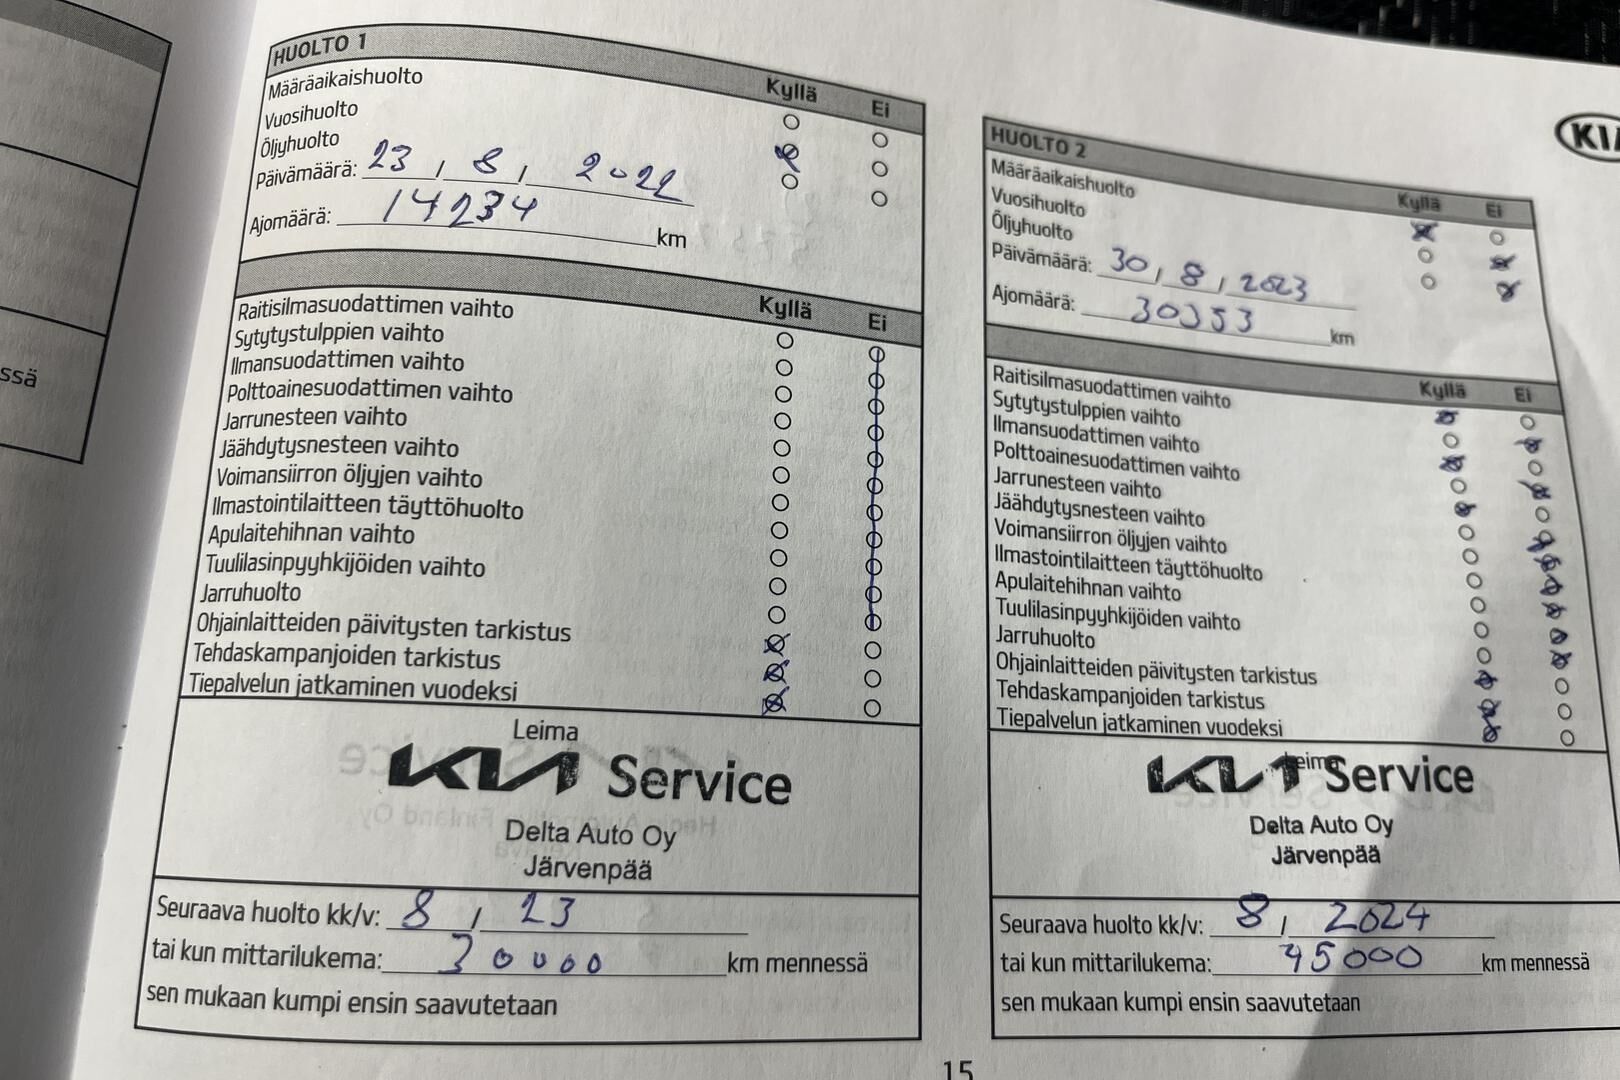 ssä
HUOLTO 1
Kyllä Ei
Määräaikaishuolto
Vuosihuolto
Öljyhuolto
Päivämäärä: 23 / 8 / 2022
Ajomäärä: 14234 km
Kyllä Ei
Raitisilmasuodattimen vaihto
Sytytystulppien vaihto
Ilmansuodattimen vaihto
Polttoainesuodattimen vaihto
Jarrunesteen vaihto
Jäähdytysnesteen vaihto
Voimansiirron öljyjen vaihto
Ilmastointilaitteen täyttöhuolto
Apulaitehihnan vaihto
Tuulilasinpyyhkijöiden vaihto
Jarruhuolto
Ohjainlaitteiden päivitysten tarkistus
Tehdaskampanjoiden tarkistus
Tiepalvelun jatkaminen vuodeksi
Leima
KIA Service
Delta Auto Oy
Järvenpää
Seuraava huolto kk/v: 8 / 23
tai kun mittarilukema: 30000 km mennessä
sen mukaan kumpi ensin saavutetaan
KIA
HUOLTO 2
Kyllä Ei
Määräaikaishuolto
Vuosihuolto
Öljyhuolto
Päivämäärä: 30 / 8 / 2023
Ajomäärä: 30353 km
Kyllä Ei
Raitisilmasuodattimen vaihto
Sytytystulppien vaihto
Ilmansuodattimen vaihto
Polttoainesuodattimen vaihto
Jarrunesteen vaihto
Jäähdytysnesteen vaihto
Voimansiirron öljyjen vaihto
Ilmastointilaitteen täyttöhuolto
Apulaitehihnan vaihto
Tuulilasinpyyhkijöiden vaihto
Jarruhuolto
Ohjainlaitteiden päivitysten tarkistus
Tehdaskampanjoiden tarkistus
Tiepalvelun jatkaminen vuodeksi
Leima
KIA Service
Delta Auto Oy
Järvenpää
Seuraava huolto kk/v: 8 / 2024
tai kun mittarilukema: 45000 km mennessä
sen mukaan kumpi ensin saavutetaan
15